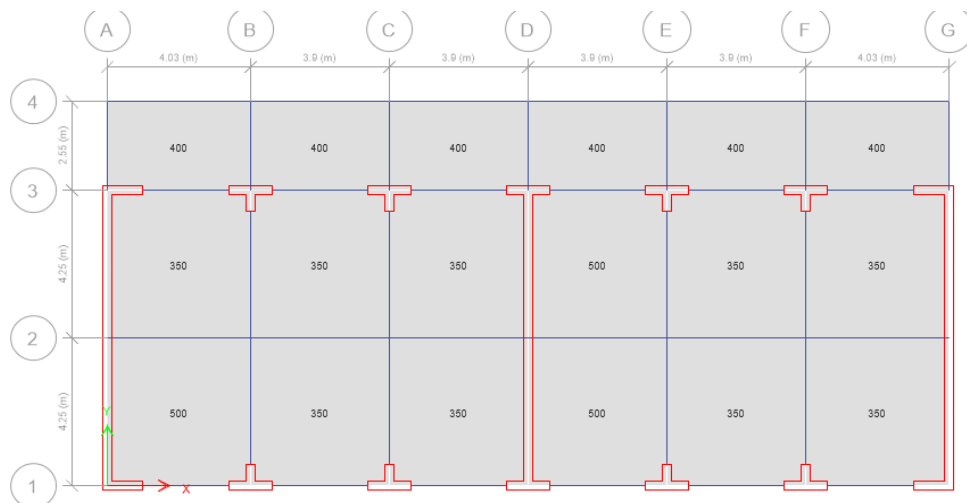 A B C D E F G
4.03 (m) 3.9 (m) 3.9 (m) 3.9 (m) 3.9 (m) 4.03 (m)
4
2.55 (m)
400 400 400 400 400 400
3
4.25 (m)
350 350 350 500 350 350
2
4.25 (m)
500 350 350 500 350 350
Y
1
X